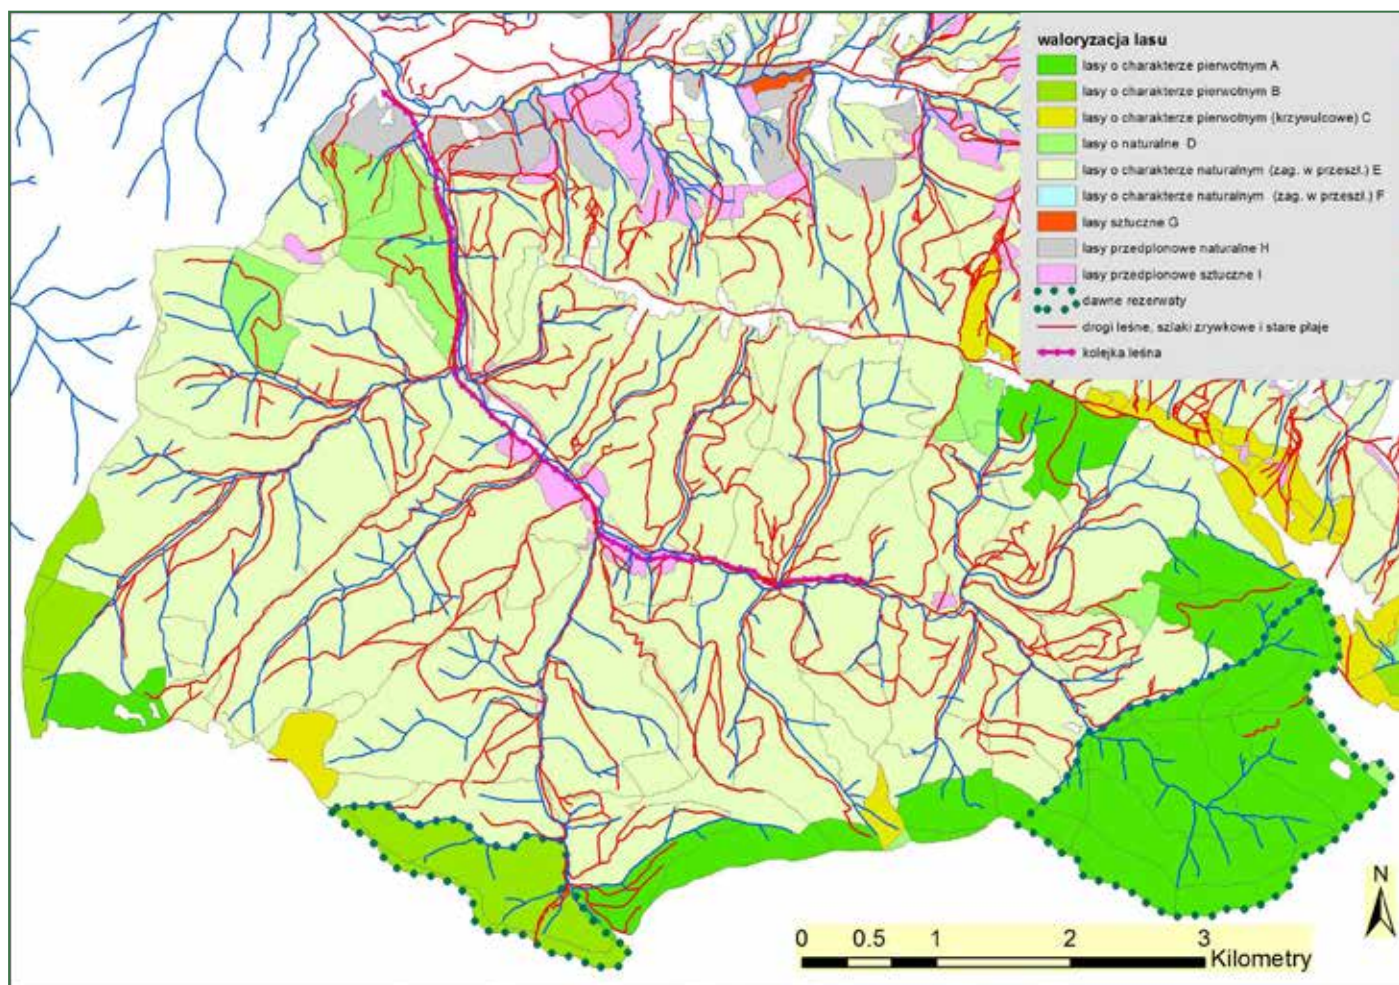 waloryzacja lasu
lasy o charakterze pierwotnym A
lasy o charakterze pierwotnym B
lasy o charakterze pierwotnym (krzywulcowe) C
lasy o naturalne D
lasy o charakterze naturalnym (zag. w przeszł.) E
lasy o charakterze naturalnym (zag. w przeszł.) F
lasy sztuczne G
lasy przedplonowe naturalne H
lasy przedplonowe sztuczne I
dawne rezerwaty
drogi leśne, szlaki zrywkowe i stare płaje
kolejka leśna
N
0 0.5 1 2 3
Kilometry